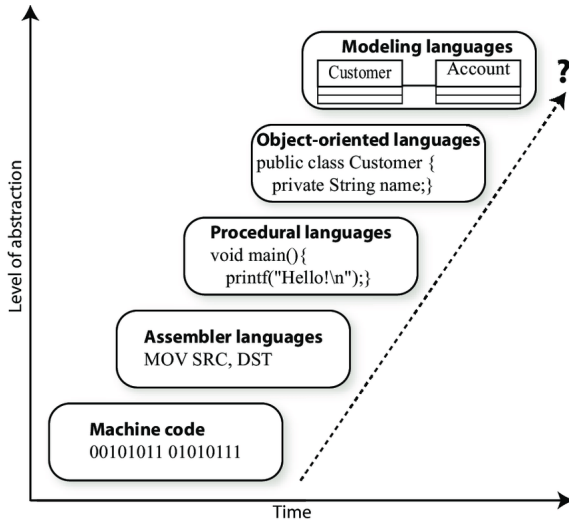 Modeling languages
Customer
Account
?
Object-oriented languages
public class Customer {
private String name;}
Procedural languages
void main(){
printf("Hello!\n");}
Assembler languages
MOV SRC, DST
Machine code
00101011 01010111
Level of abstraction
Time